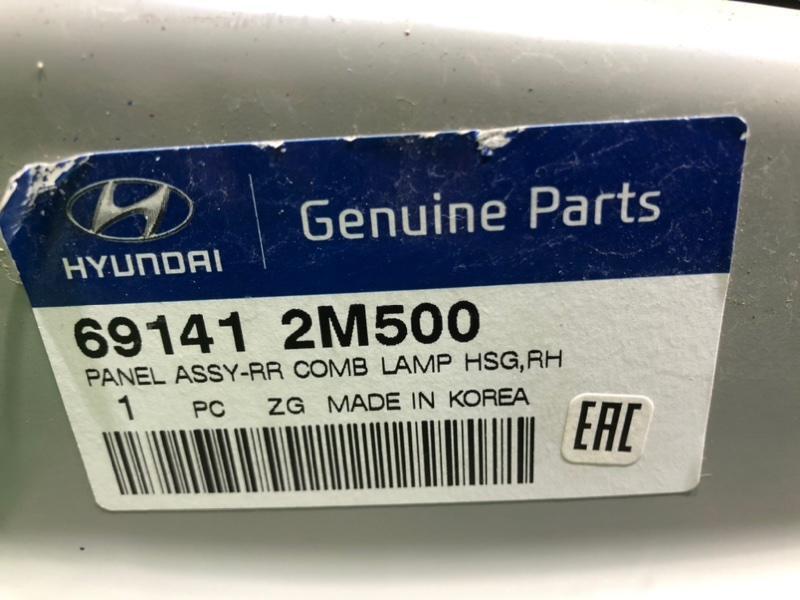 HYUNDAI
Genuine Parts
69141 2M500
PANEL ASSY-RR COMB LAMP HSG,RH
1 PC ZG MADE IN KOREA
EAC